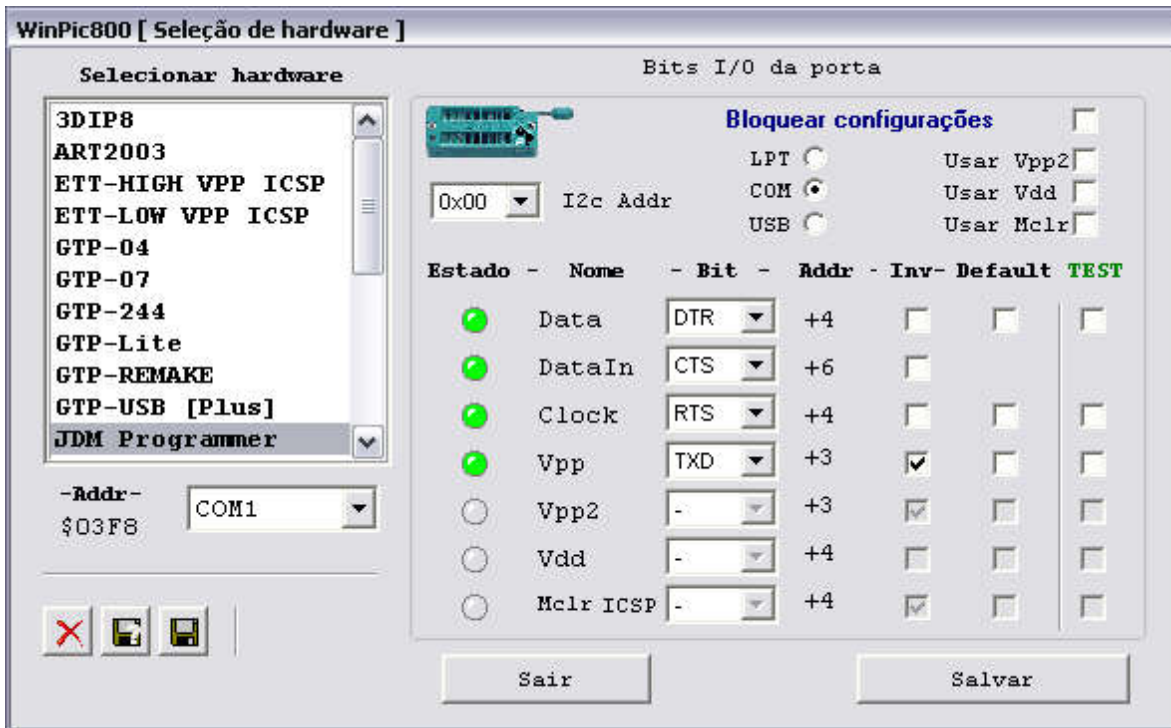 WinPic800 [ Seleção de hardware ]
Selecionar hardware
3DIP8
ART2003
ETT-HIGH VPP ICSP
ETT-LOW VPP ICSP
GTP-04
GTP-07
GTP-244
GTP-Lite
GTP-REMAKE
GTP-USB [Plus]
JDM Programmer
-Addr-
$03F8
COM1
Bits I/O da porta
Bloquear configurações
0x00 I2c Addr
LPT Usar Vpp2
COM Usar Vdd
USB Usar Mclr
Estado - Nome - Bit - Addr - Inv- Default TEST
Data DTR +4
DataIn CTS +6
Clock RTS +4
Vpp TXD +3
Vpp2 - +3
Vdd - +4
Mclr ICSP - +4
Sair Salvar